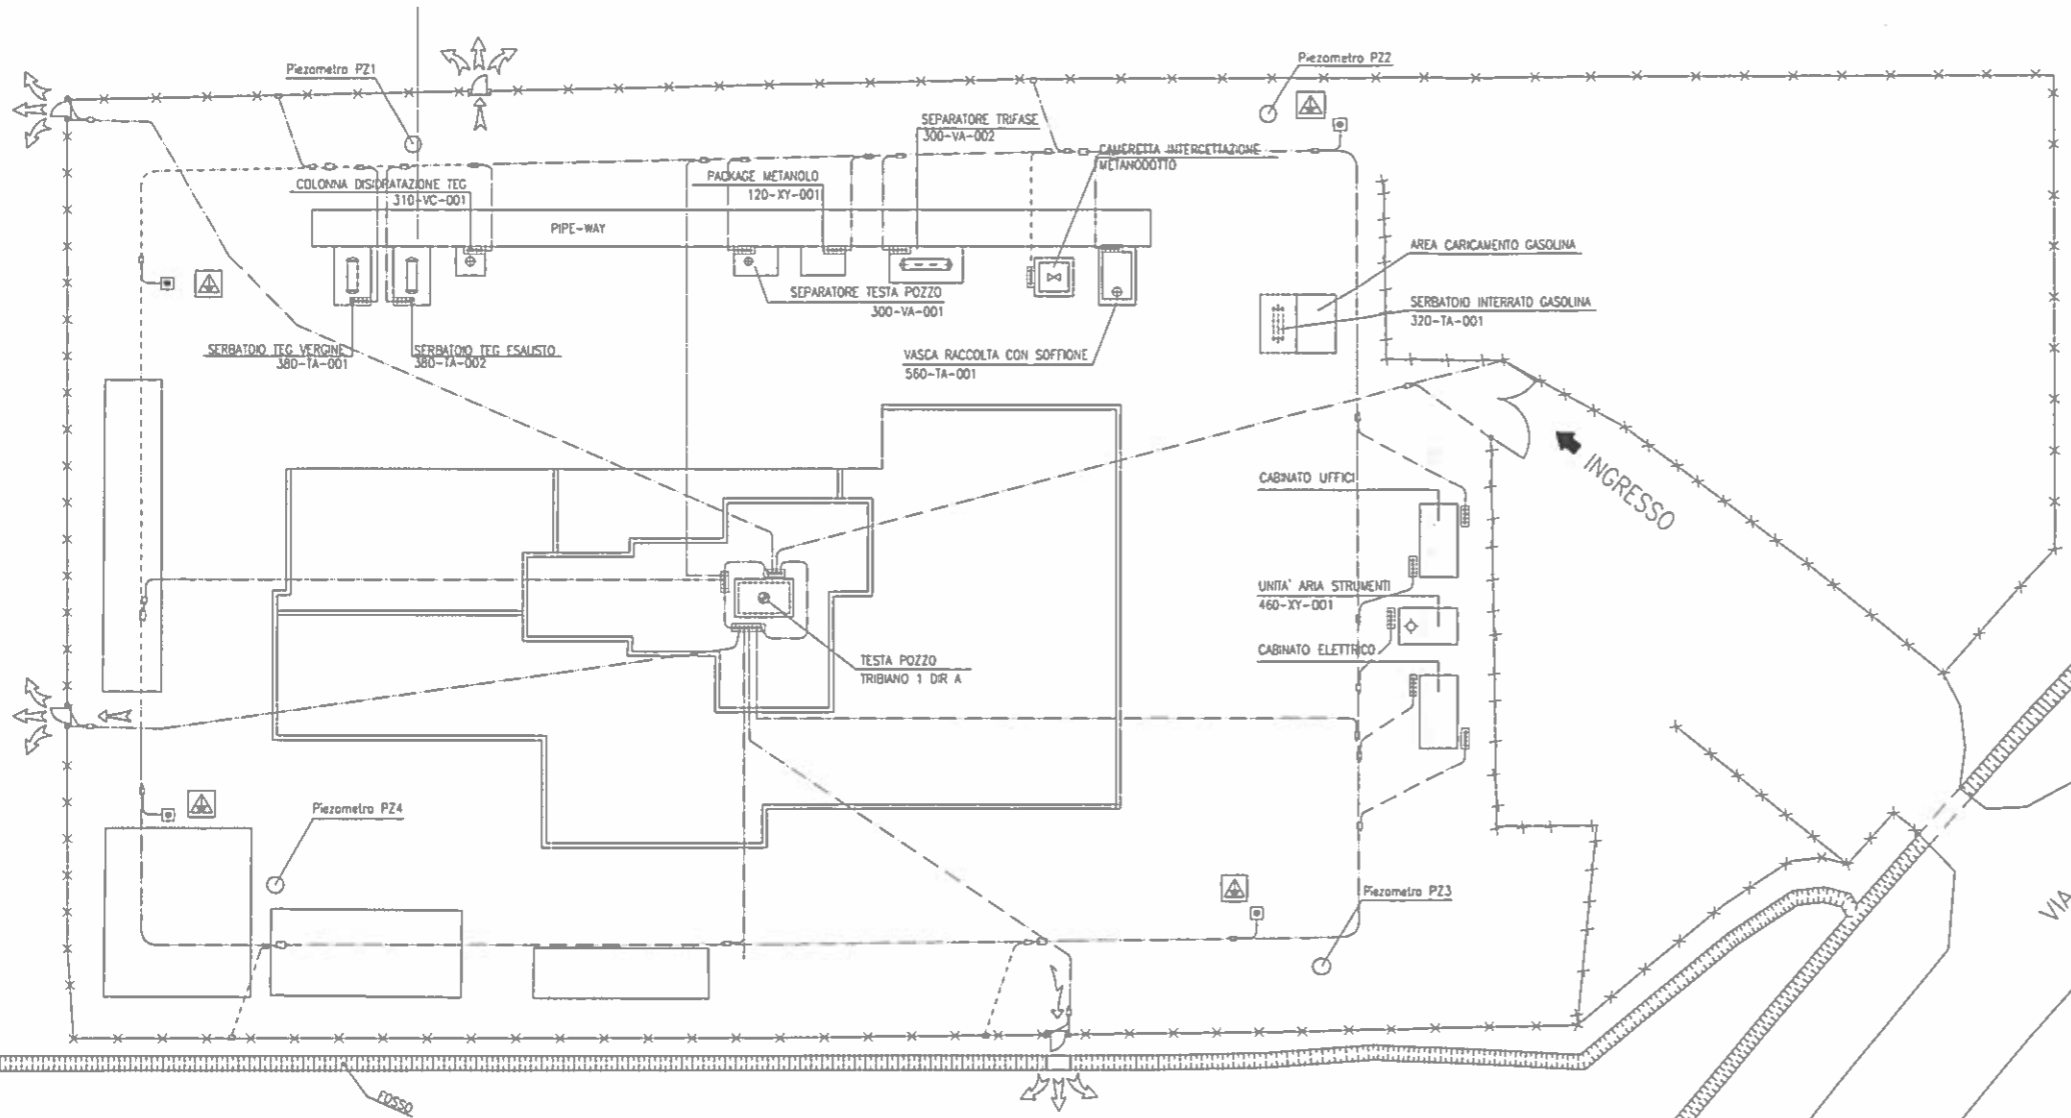 Piezometro PZ1
Piezometro PZ2
SEPARATORE TRIFASE
300-VA-002
CAMERETTA INTERCETTAZIONE
METANODOTTO
COLONNA DISIDRATAZIONE TEG
310-VC-001
PACKAGE METANOLO
120-XY-001
PIPE-WAY
AREA CARICAMENTO GASOLINA
SEPARATORE TESTA POZZO
300-VA-001
SERBATOIO INTERRATO GASOLINA
320-TA-001
SERBATOIO TEG VERGINE
380-TA-001
SERBATOIO TEG ESAUSTO
380-TA-002
VASCA RACCOLTA CON SOFFIONE
560-TA-001
INGRESSO
CABINATO UFFICI
UNITA' ARIA STRUMENTI
460-XY-001
CABINATO ELETTRICO
TESTA POZZO
TRIBIANO 1 DIR A
Piezometro PZ4
Piezometro PZ3
VIA
FOSSO